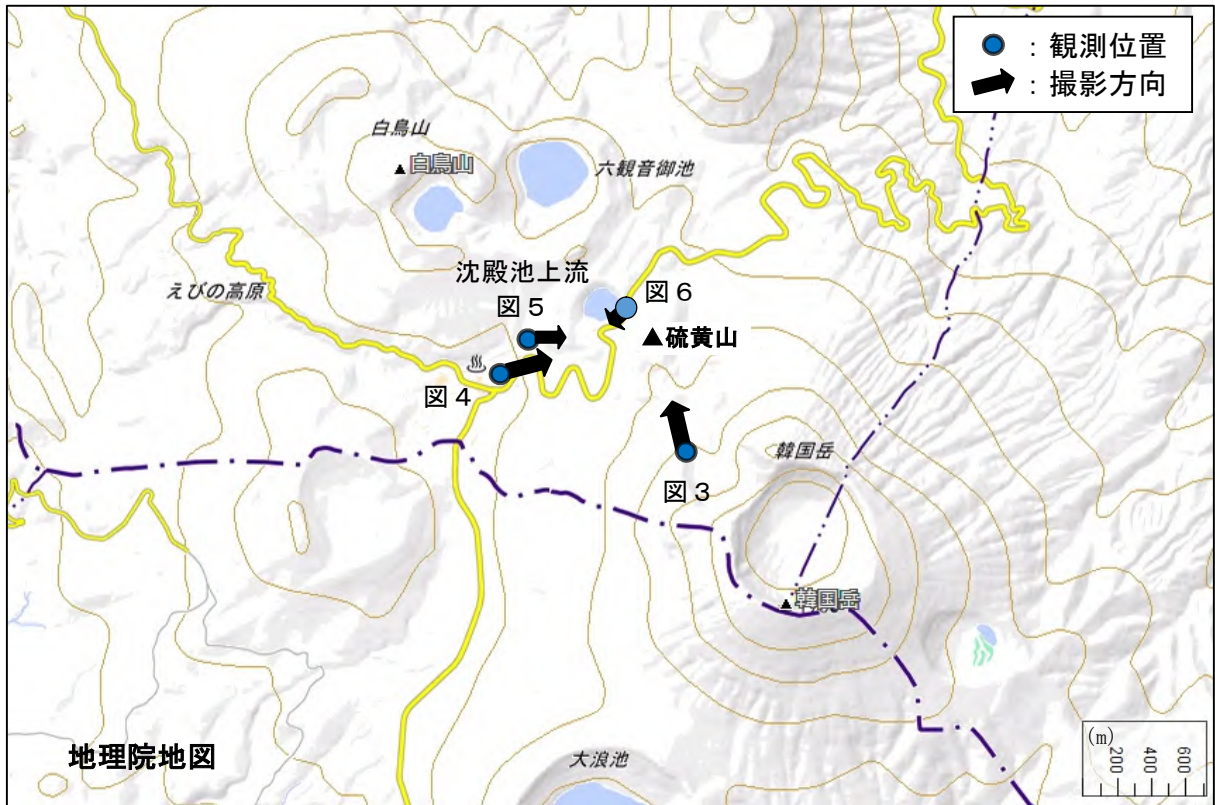 ：観測位置
：撮影方向
白鳥山
白鳥山
六観音御池
沈殿池上流
えびの高原
図５
図６
硫黄山
図４
韓国岳
図３
韓国岳
(m)
200
400
600
地理院地図
大浪池